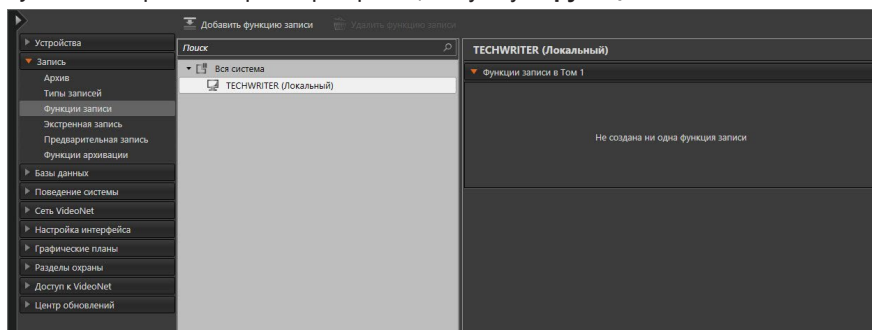 Добавить функцию записи
Удалить функцию записи
Устройства
Запись
Архив
Типы записей
Функции записи
Экстренная запись
Предварительная запись
Функции архивации
Базы данных
Поведение системы
Сеть VideoNet
Настройка интерфейса
Графические планы
Разделы охраны
Доступ к VideoNet
Центр обновлений
Поиск
Вся система
TECHWRITER (Локальный)
TECHWRITER (Локальный)
Функции записи в Том 1
Не создана ни одна функция записи